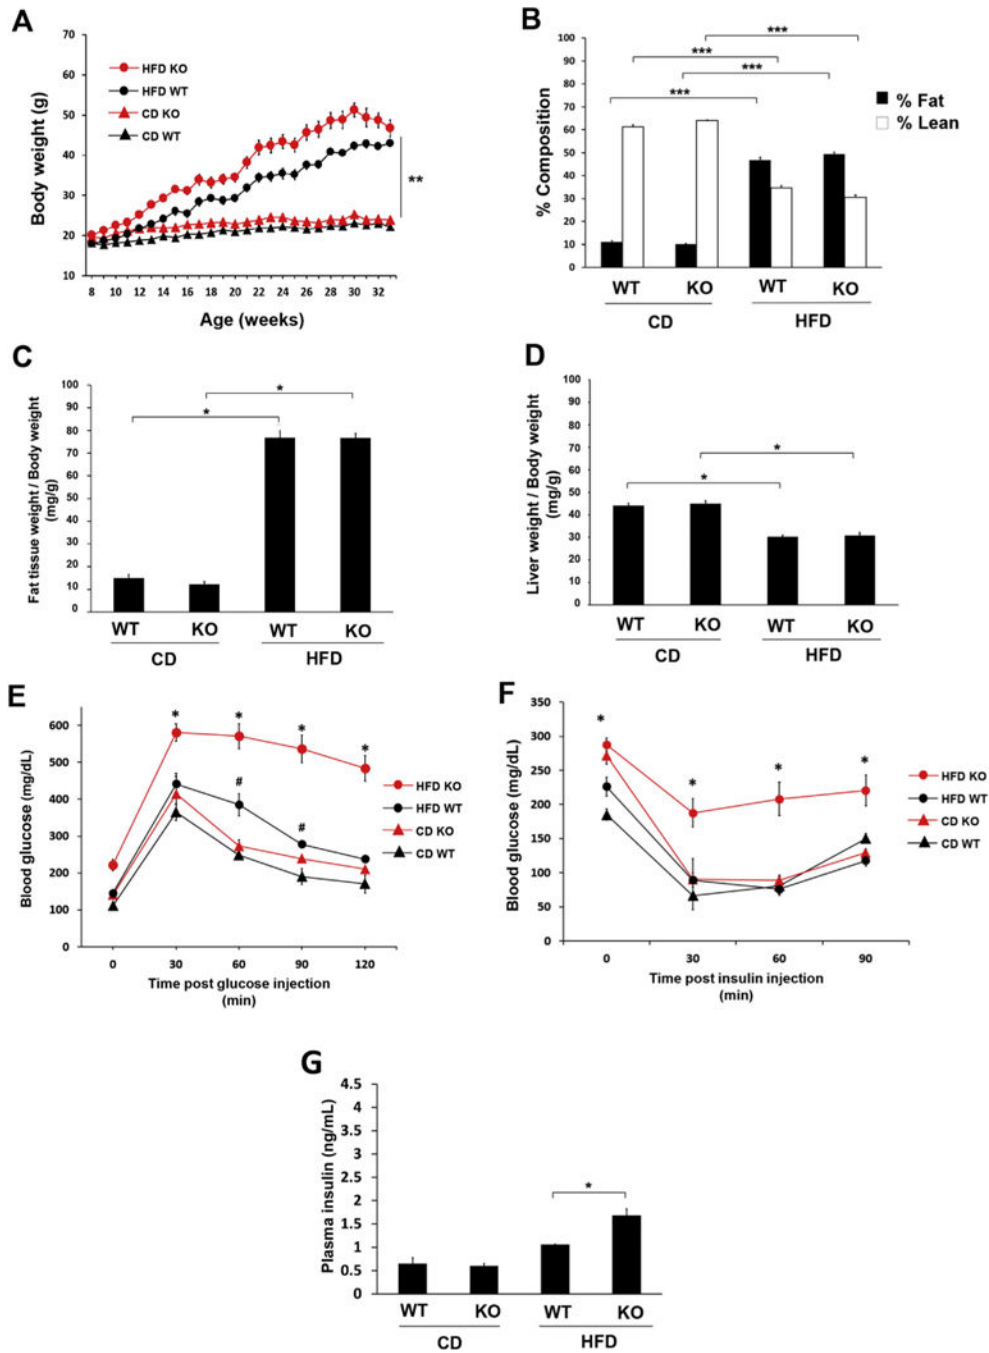 A
Body weight (g)
70
60
50
40
30
20
10
HFD KO
HFD WT
CD KO
CD WT
**
8 10 12 14 16 18 20 22 24 26 28 30 32
Age (weeks)
B
% Composition
100
90
80
70
60
50
40
30
20
10
0
***
***
***
***
% Fat
% Lean
WT KO WT KO
CD HFD
C
Fat tissue weight / Body weight
(mg/g)
100
90
80
70
60
50
40
30
20
10
0
*
*
WT KO WT KO
CD HFD
D
Liver weight / Body weight
(mg/g)
100
90
80
70
60
50
40
30
20
10
0
*
*
WT KO WT KO
CD HFD
E
Blood glucose (mg/dL)
600
500
400
300
200
100
0
* * * *
# #
HFD KO
HFD WT
CD KO
CD WT
0 30 60 90 120
Time post glucose injection
(min)
F
Blood glucose (mg/dL)
350
300
250
200
150
100
50
0
* * * *
HFD KO
HFD WT
CD KO
CD WT
0 30 60 90
Time post insulin injection
(min)
G
Plasma insulin (ng/mL)
4.5
4
3.5
3
2.5
2
1.5
1
0.5
0
*
WT KO WT KO
CD HFD